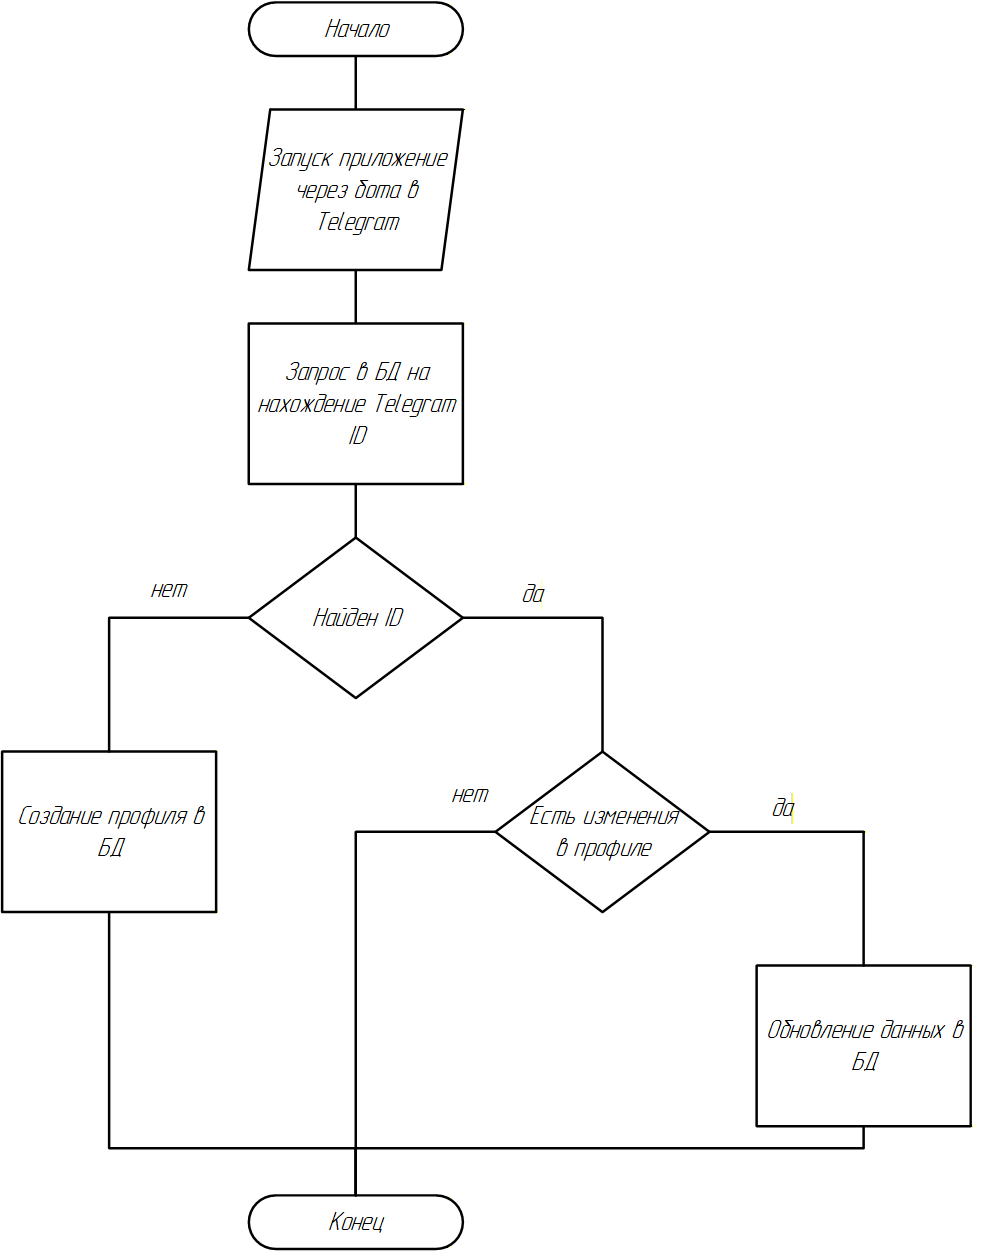 Начало
Запуск приложение
через бота в
Telegram
Запрос в БД на
нахождение Telegram
ID
нет
да
Найден ID
нет
да
Создание профиля в
БД
Есть изменения
в профиле
Обновление данных в
БД
Конец